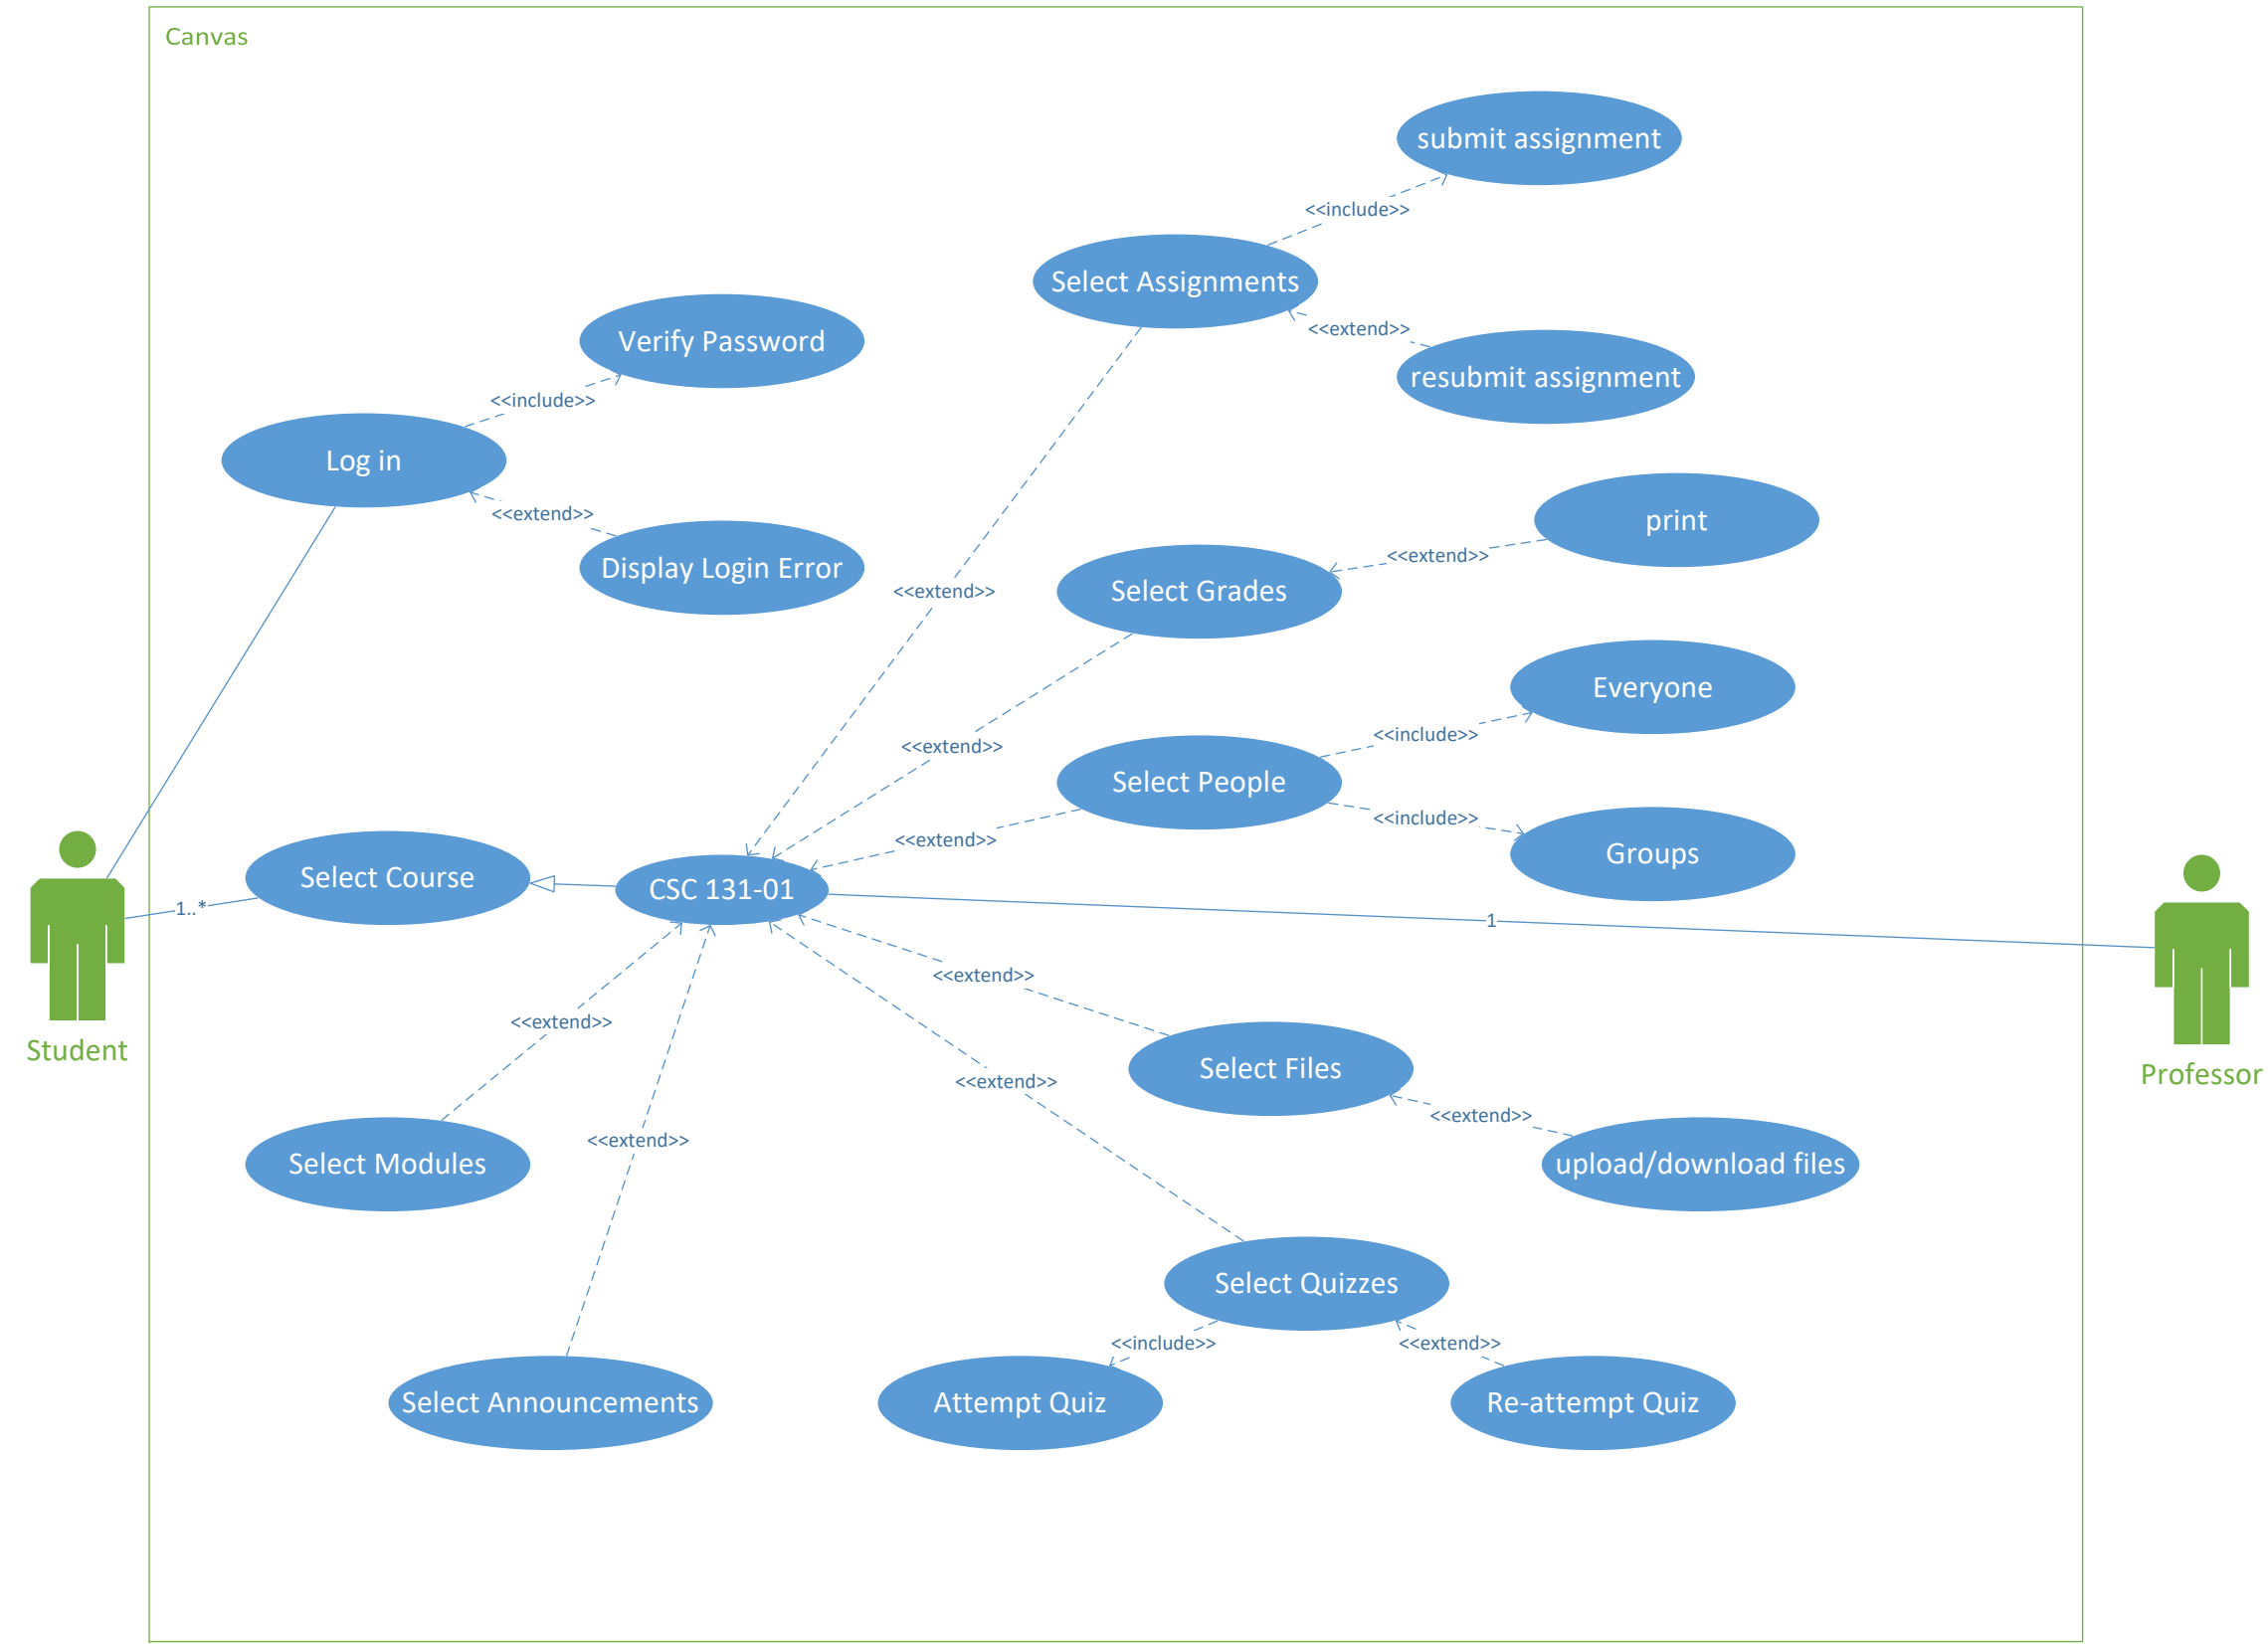 Canvas
submit assignment
<<include>>
Select Assignments
<<extend>>
resubmit assignment
Verify Password
<<include>>
Log in
<<extend>>
Display Login Error
print
<<extend>>
Select Grades
<<extend>>
Everyone
<<include>>
<<extend>>
Select People
<<include>>
<<extend>>
Groups
Select Course
CSC 131-01
1..*
1
<<extend>>
<<extend>>
Student
Select Files
Professor
<<extend>>
<<extend>>
<<extend>>
Select Modules
upload/download files
Select Quizzes
<<include>>
<<extend>>
Select Announcements
Attempt Quiz
Re-attempt Quiz